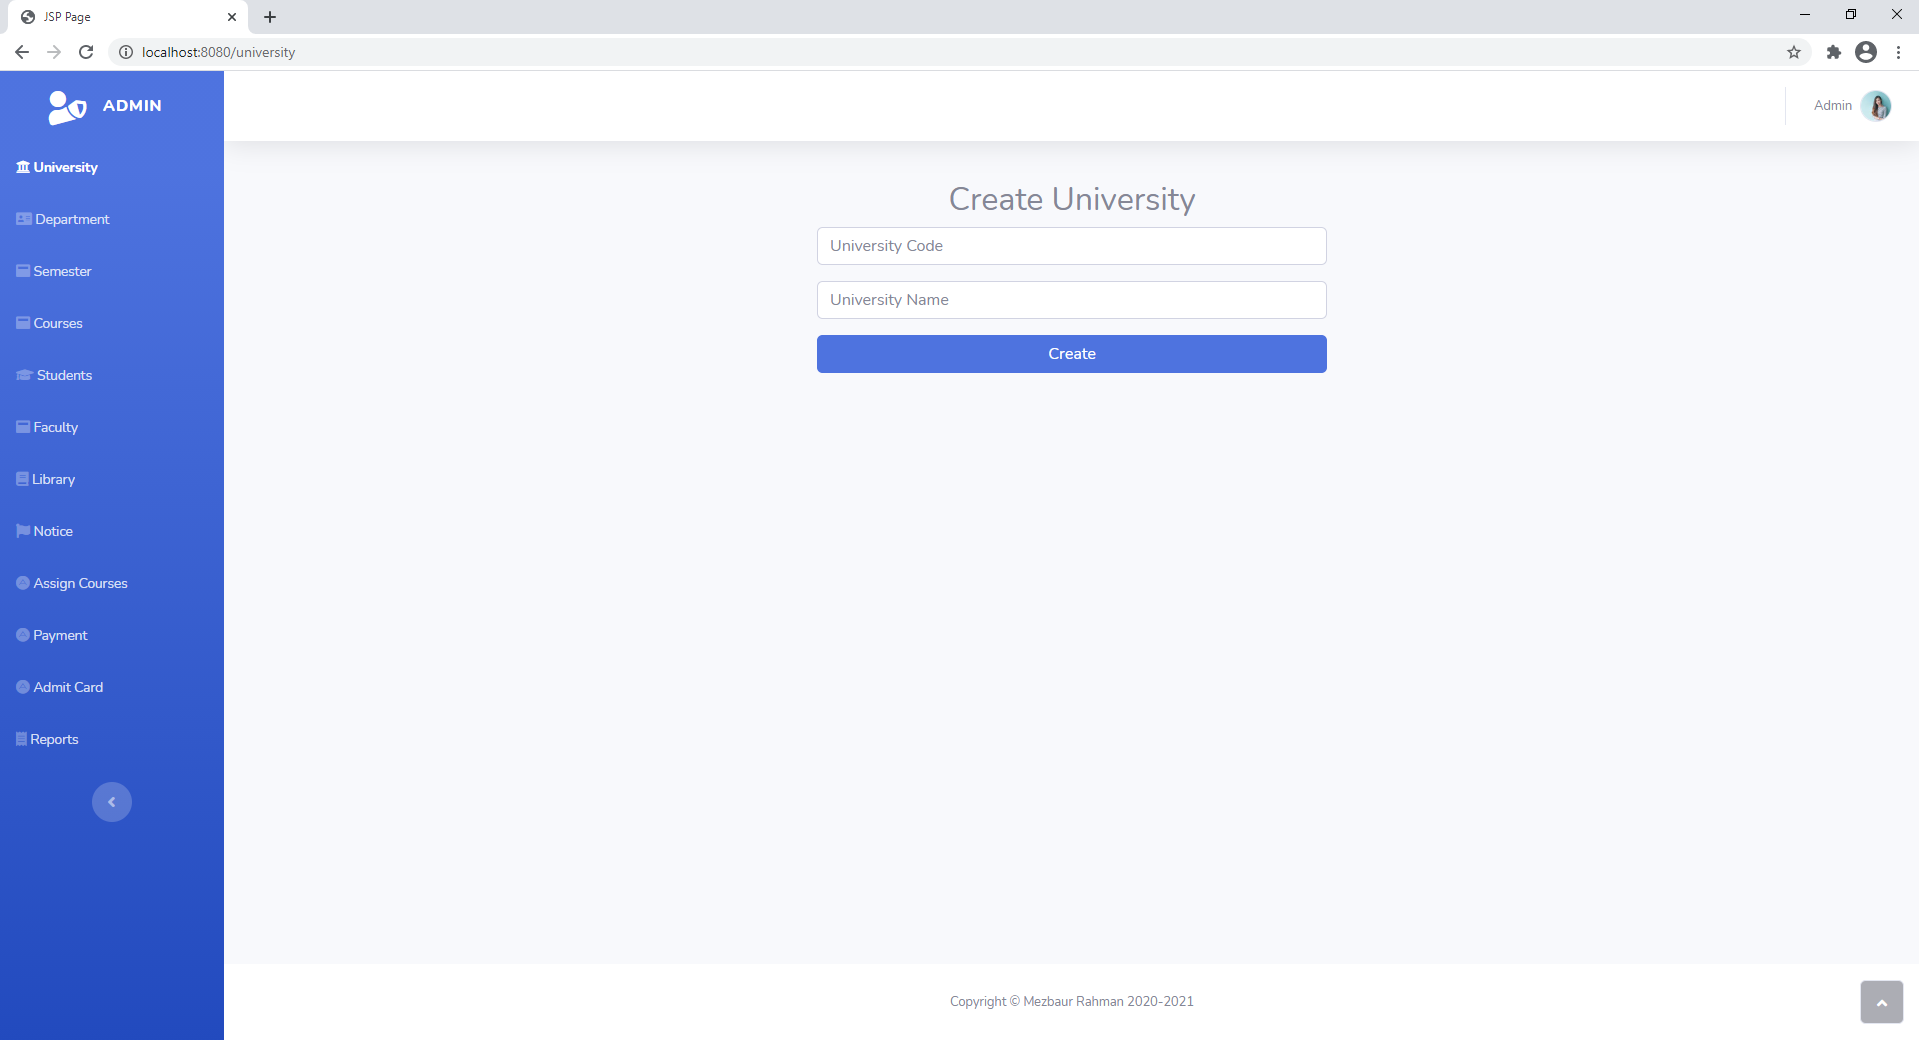 JSP Page
localhost:8080/university
ADMIN
Admin
University
Department
Semester
Courses
Students
Faculty
Library
Notice
Assign Courses
Payment
Admit Card
Reports
Create University
University Code
University Name
Create
Copyright © Mezbaur Rahman 2020-2021